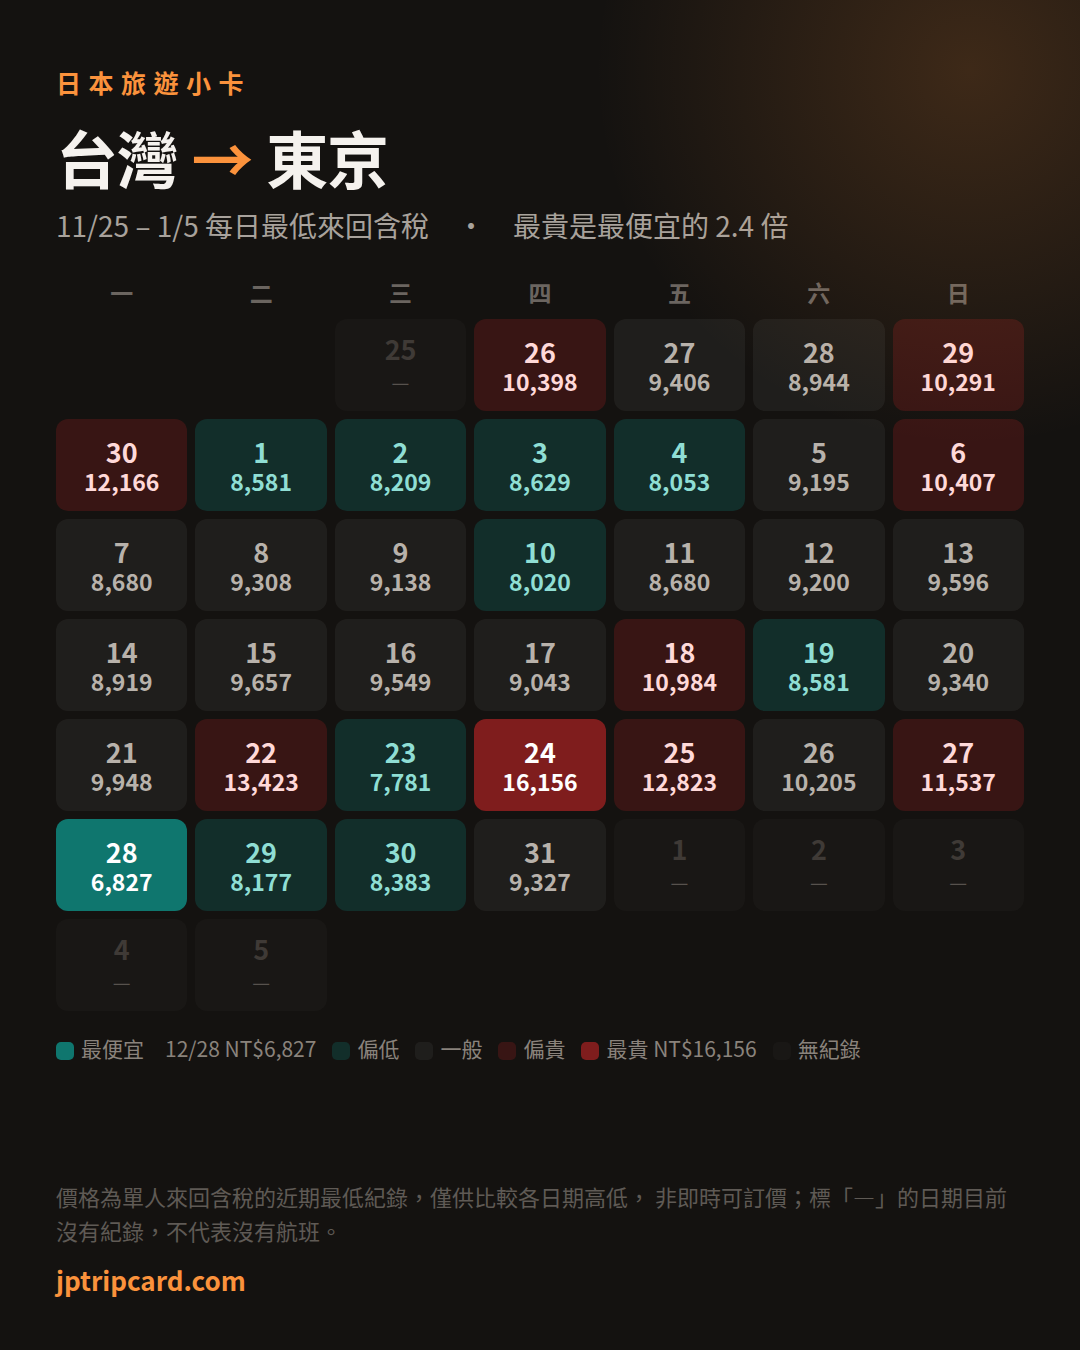 日本旅遊小卡
台灣 → 東京
11/25 – 1/5 每日最低來回含稅 ・ 最貴是最便宜的 2.4 倍
一 二 三 四 五 六 日
25 26 27 28 29
— 10,398 9,406 8,944 10,291
30 1 2 3 4 5 6
12,166 8,581 8,209 8,629 8,053 9,195 10,407
7 8 9 10 11 12 13
8,680 9,308 9,138 8,020 8,680 9,200 9,596
14 15 16 17 18 19 20
8,919 9,657 9,549 9,043 10,984 8,581 9,340
21 22 23 24 25 26 27
9,948 13,423 7,781 16,156 12,823 10,205 11,537
28 29 30 31 1 2 3
6,827 8,177 8,383 9,327 — — —
4 5
— —
最便宜 12/28 NT$6,827 偏低 一般 偏貴 最貴 NT$16,156 無紀錄
價格為單人來回含稅的近期最低紀錄，僅供比較各日期高低， 非即時可訂價；標「—」的日期目前
沒有紀錄，不代表沒有航班。
jptripcard.com